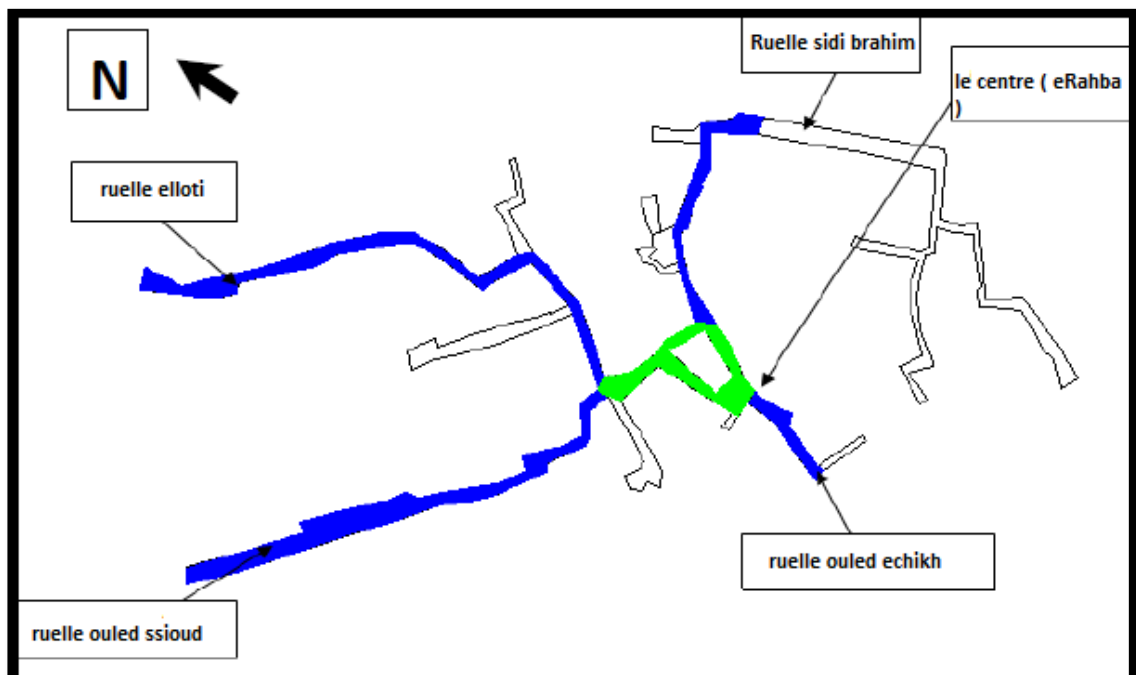 N
Ruelle sidi brahim
le centre ( eRahba
)
ruelle elloti
ruelle ouled echikh
ruelle ouled ssioud